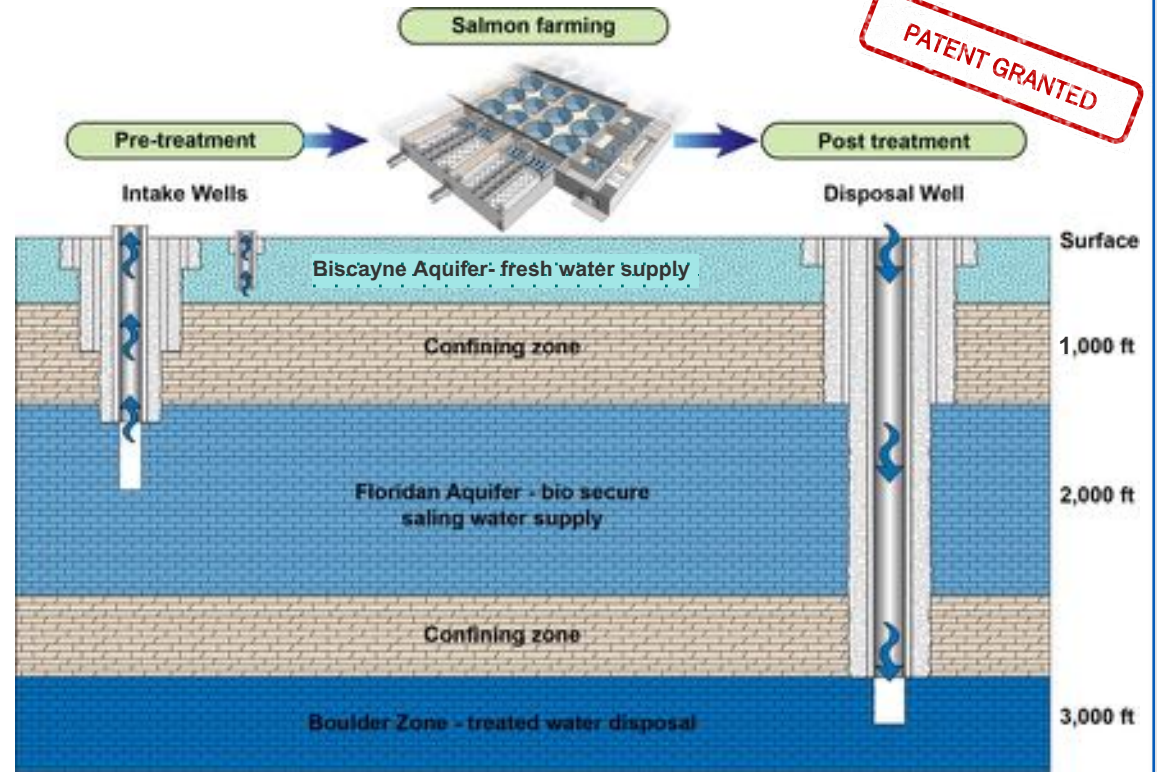 Salmon farming
PATENT GRANTED
Pre-treatment
Post treatment
Intake Wells
Disposal Well
Surface
Biscayne Aquifer- fresh water supply
Confining zone
1,000 ft
Floridan Aquifer - bio secure
saling water supply
2,000 ft
Confining zone
Boulder Zone - treated water disposal
3,000 ft